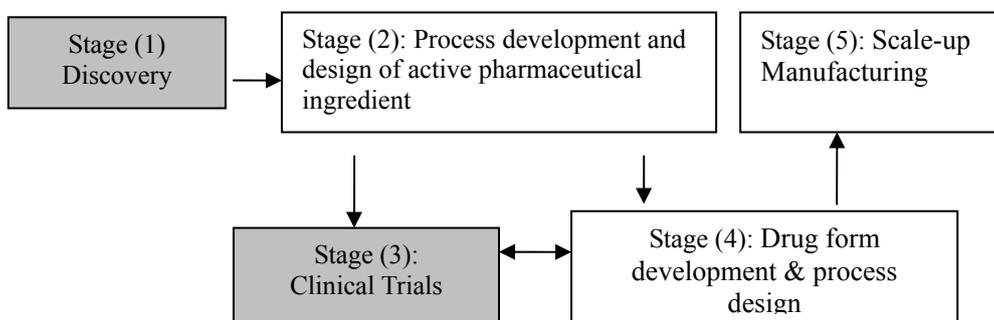 Stage (1)
Discovery
Stage (2): Process development and
design of active pharmaceutical
ingredient
Stage (5): Scale-up
Manufacturing
Stage (3):
Clinical Trials
Stage (4): Drug form
development & process
design